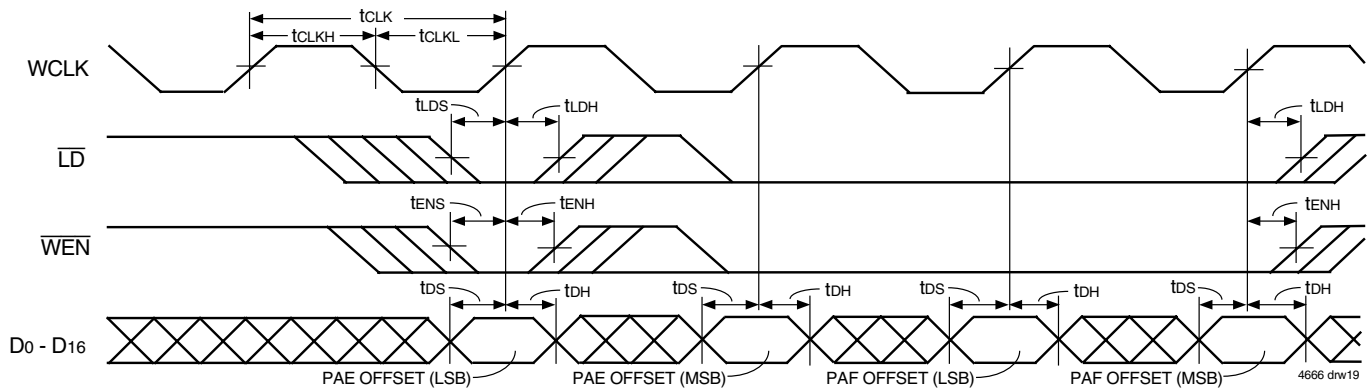 tCLK
tCLKH
tCLKL
WCLK
tLDS
tLDH
tLDH
LD
tENS
tENH
tENH
WEN
tDS
tDH
tDS
tDH
tDS
tDH
tDS
tDH
D0 - D16
PAE OFFSET (LSB)
PAE OFFSET (MSB)
PAF OFFSET (LSB)
PAF OFFSET (MSB)
4666 drw19